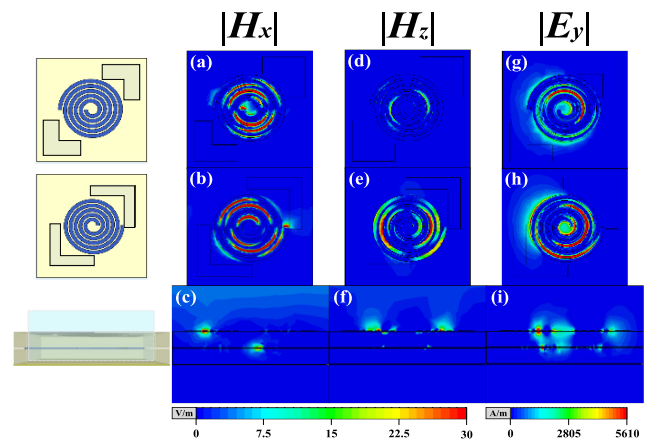 |Hx| |Hz| |Ey|
(a) (d) (g)
(b) (e) (h)
(c) (f) (i)
V/m A/m
0 7.5 15 22.5 30 0 2805 5610